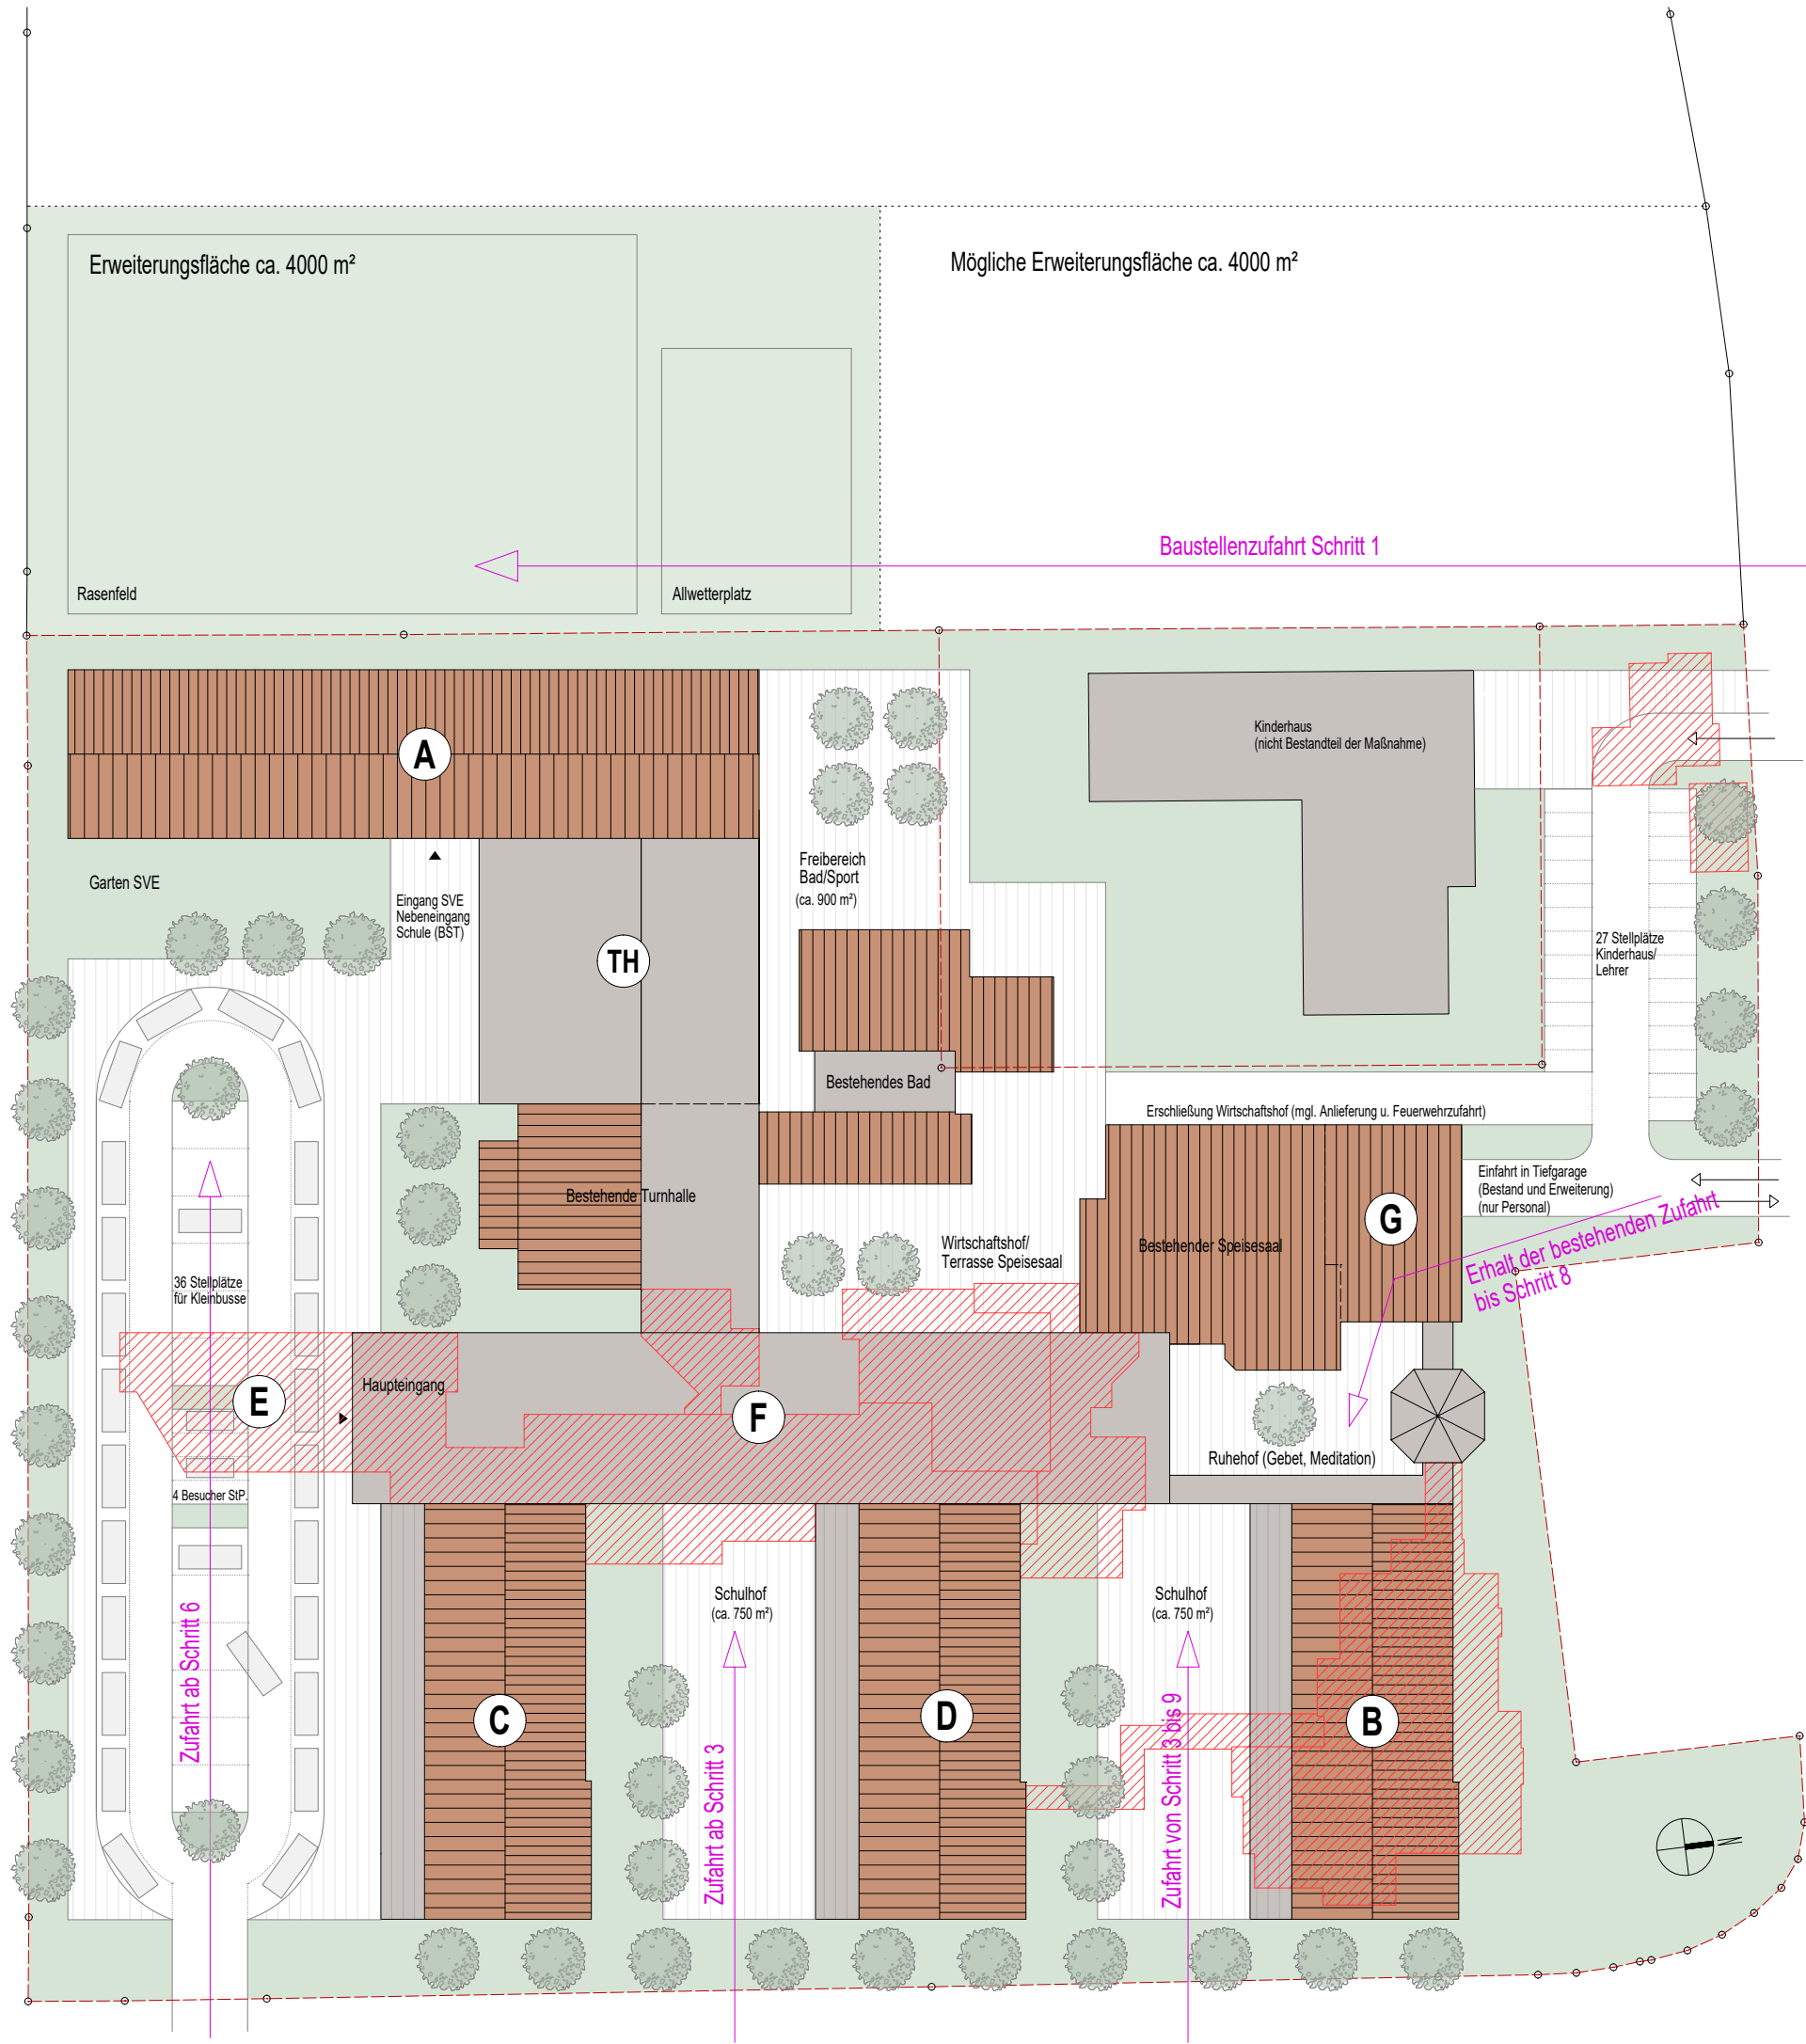 Erweiterungsfläche ca. 4000 m²
Mögliche Erweiterungsfläche ca. 4000 m²
Baustellenzufahrt Schritt 1
Rasenfeld
Allwetterplatz
A
Kinderhaus
(nicht Bestandteil der Maßnahme)
Garten SVE
Eingang SVE
Nebeneingang
Schule (BST)
Freibereich
Bad/Sport
(ca. 900 m²)
TH
27 Stellplätze
Kinderhaus/
Lehrer
Bestehendes Bad
Erschließung Wirtschaftshof (mgl. Anlieferung u. Feuerwehrzufahrt)
Bestehende Turnhalle
Einfahrt in Tiefgarage
(Bestand und Erweiterung)
(nur Personal)
G
Wirtschaftshof/
Terrasse Speisesaal
Bestehender Speisesaal
Erhalt der bestehenden Zufahrt
bis Schritt 8
36 Stellplätze
für Kleinbusse
Haupteingang
E
F
Ruhehof (Gebet, Meditation)
4 Besucher StP.
Schulhof
(ca. 750 m²)
Schulhof
(ca. 750 m²)
Zufahrt ab Schritt 6
C
Zufahrt ab Schritt 3
D
Zufahrt von Schritt 3 bis 9
B
N